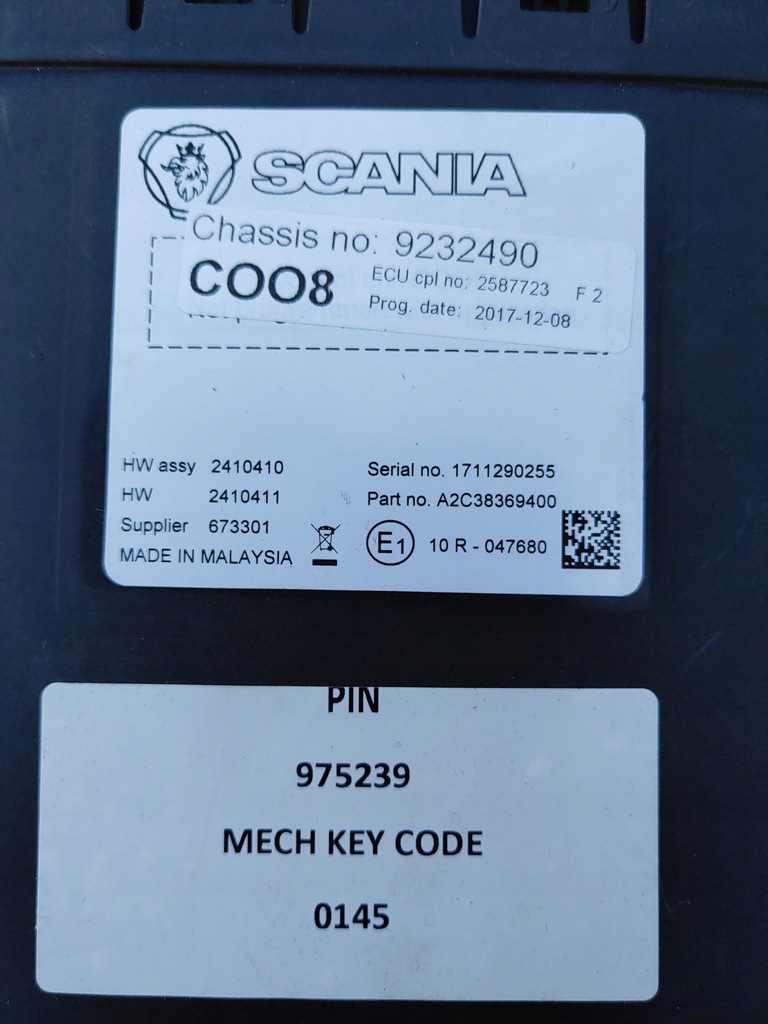 SCANIA
Chassis no: 9232490
COO8
ECU cpl no: 2587723 F 2
Prog. date: 2017-12-08
HW assy 2410410
HW 2410411
Supplier 673301
MADE IN MALAYSIA
Serial no. 1711290255
Part no. A2C38369400
E1 10 R - 047680
PIN
975239
MECH KEY CODE
0145